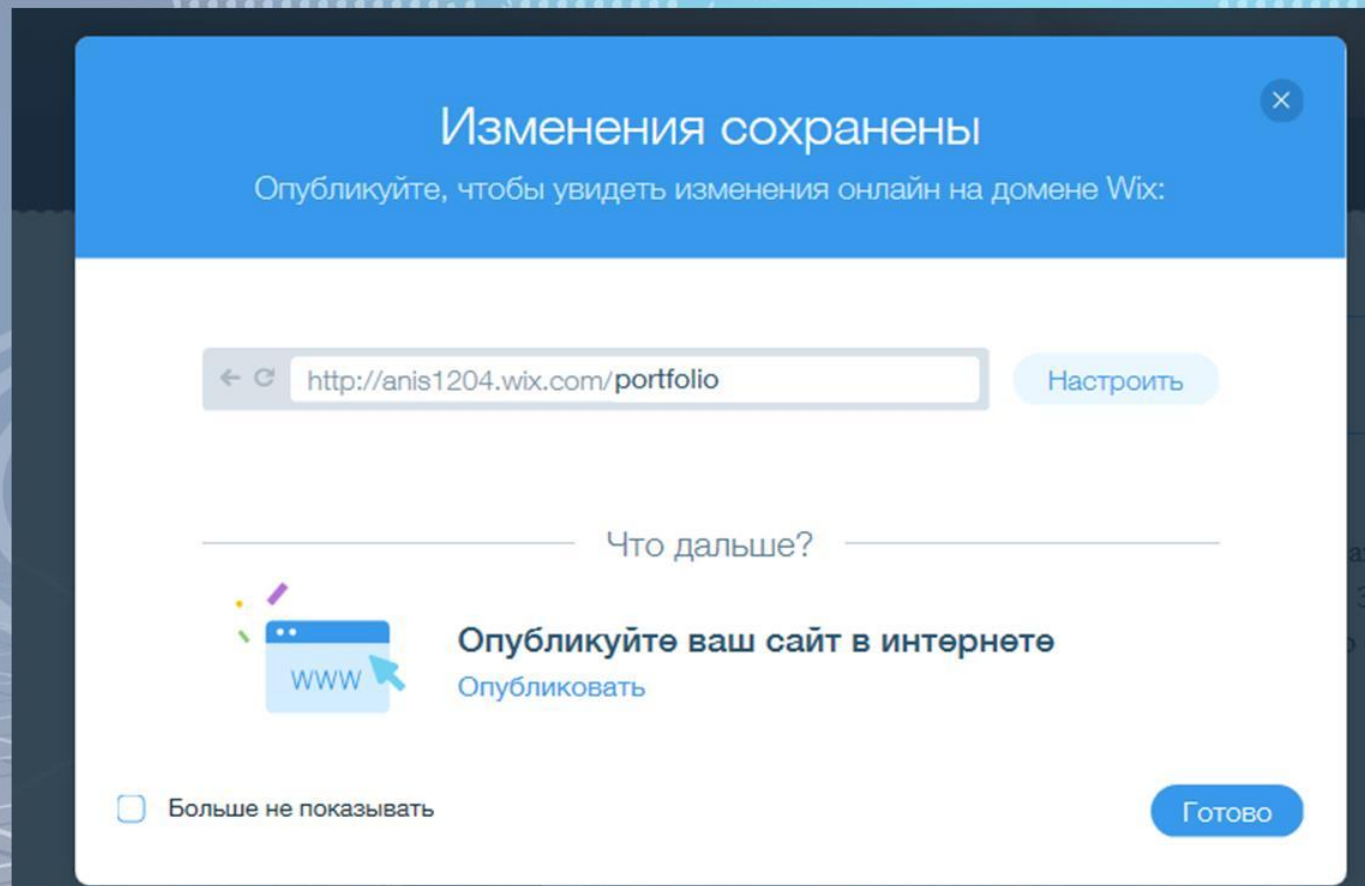 Изменения сохранены
Опубликуйте, чтобы увидеть изменения онлайн на домене Wix:
http://anis1204.wix.com/portfolio
Настроить
Что дальше?
www
Опубликуйте ваш сайт в интернете
Опубликовать
Больше не показывать
Готово